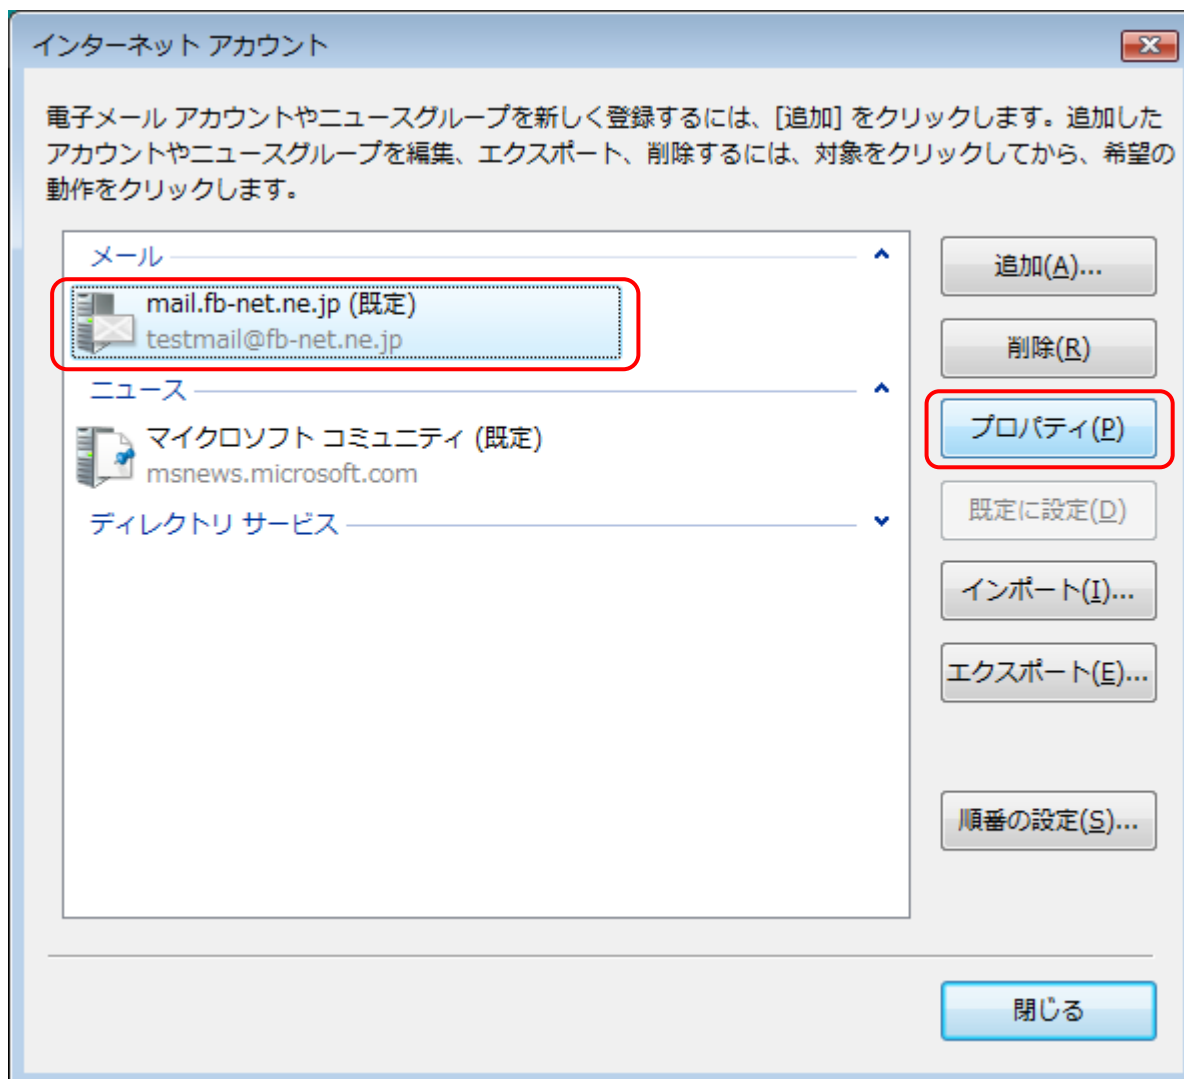 インターネット アカウント
電子メール アカウントやニュースグループを新しく登録するには、[追加] をクリックします。追加した
アカウントやニュースグループを編集、エクスポート、削除するには、対象をクリックしてから、希望の
動作をクリックします。
メール
mail.fb-net.ne.jp (既定)
testmail@fb-net.ne.jp
ニュース
マイクロソフト コミュニティ (既定)
msnews.microsoft.com
ディレクトリ サービス
追加(A)...
削除(R)
プロパティ(P)
既定に設定(D)
インポート(I)...
エクスポート(E)...
順番の設定(S)...
閉じる